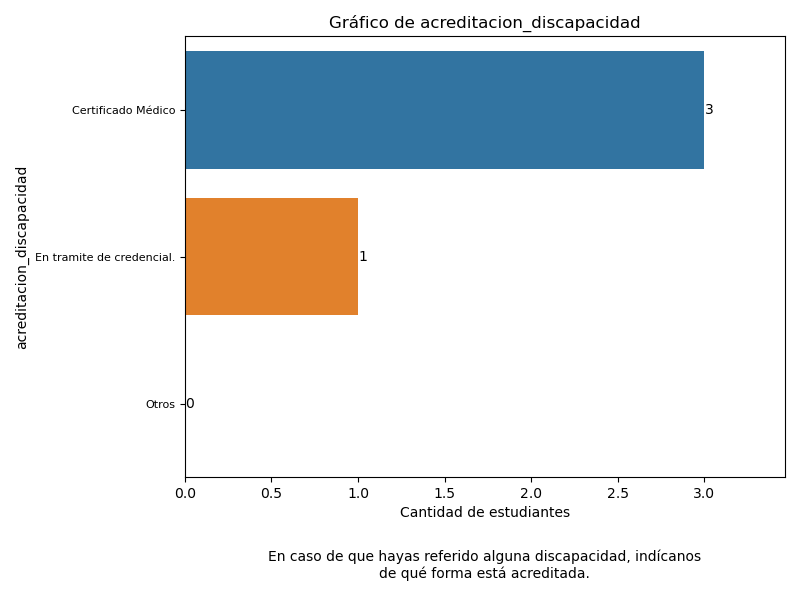 Gráfico de acreditacion_discapacidad
acreditacion_discapacidad
Certificado Médico
3
En tramite de credencial.
1
Otros
0
0.0 0.5 1.0 1.5 2.0 2.5 3.0
Cantidad de estudiantes
En caso de que hayas referido alguna discapacidad, indícanos
de qué forma está acreditada.